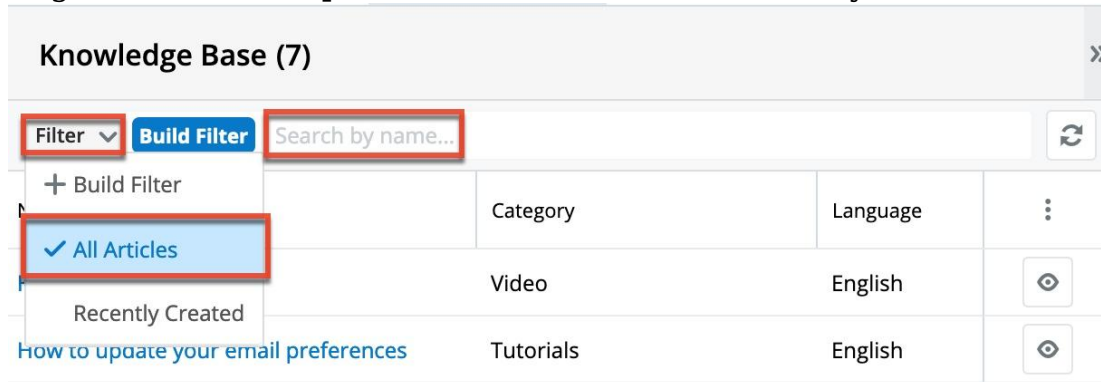 Knowledge Base (7)
Filter Build Filter Search by name...
+ Build Filter
Category Language
All Articles
Video English
Recently Created
How to update your email preferences Tutorials English